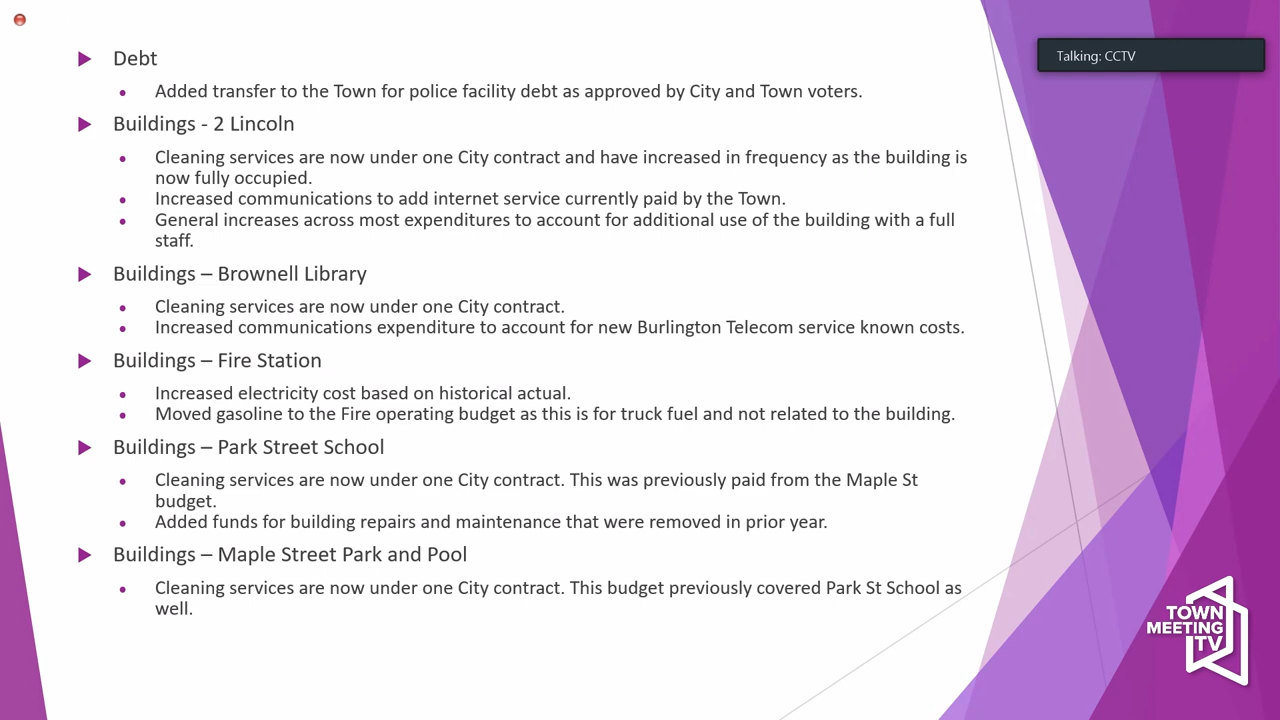 Talking: CCTV
Debt
Added transfer to the Town for police facility debt as approved by City and Town voters.
Buildings - 2 Lincoln
Cleaning services are now under one City contract and have increased in frequency as the building is
now fully occupied.
Increased communications to add internet service currently paid by the Town.
General increases across most expenditures to account for additional use of the building with a full
staff.
Buildings – Brownell Library
Cleaning services are now under one City contract.
Increased communications expenditure to account for new Burlington Telecom service known costs.
Buildings – Fire Station
Increased electricity cost based on historical actual.
Moved gasoline to the Fire operating budget as this is for truck fuel and not related to the building.
Buildings – Park Street School
Cleaning services are now under one City contract. This was previously paid from the Maple St
budget.
Added funds for building repairs and maintenance that were removed in prior year.
Buildings – Maple Street Park and Pool
Cleaning services are now under one City contract. This budget previously covered Park St School as
well.
TOWN
MEETING
TV